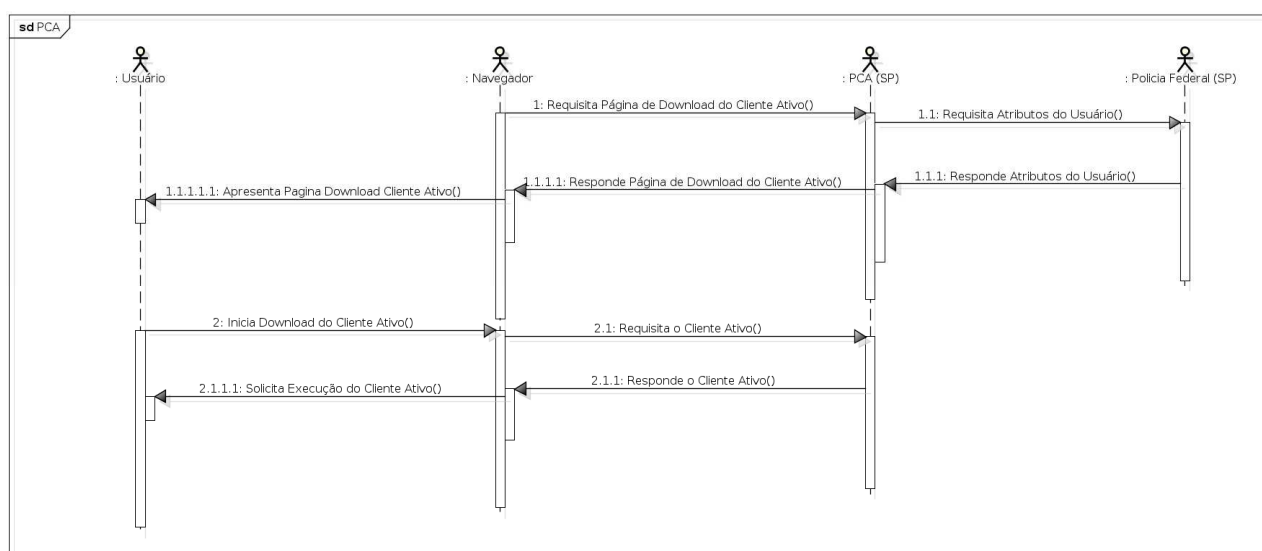 sd PCA
: Usuário
: Navegador
: PCA (SP)
: Policia Federal (SP)
1: Requisita Página de Download do Cliente Ativo()
1.1: Requisita Atributos do Usuário()
1.1.1: Responde Atributos do Usuário()
1.1.1.1: Responde Página de Download do Cliente Ativo()
1.1.1.1.1: Apresenta Pagina Download Cliente Ativo()
2: Inicia Download do Cliente Ativo()
2.1: Requisita o Cliente Ativo()
2.1.1: Responde o Cliente Ativo()
2.1.1.1: Solicita Execução do Cliente Ativo()